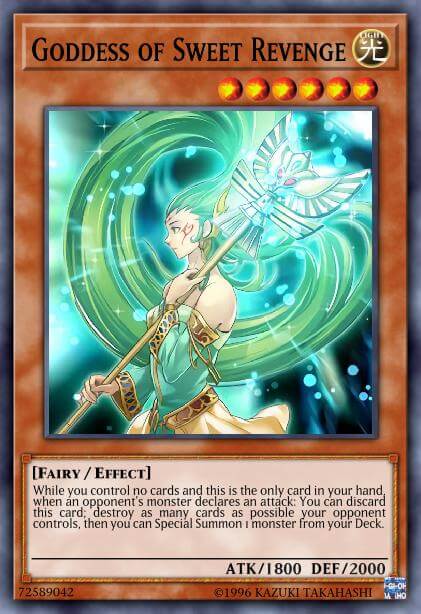 GODDESS OF SWEET REVENGE
LIGHT
光
[FAIRY / EFFECT]
While you control no cards and this is the only card in your hand,
when an opponent's monster declares an attack: You can discard
this card; destroy as many cards as possible your opponent
controls, then you can Special Summon 1 monster from your Deck.
ATK/1800 DEF/2000
72589042
©1996 KAZUKI TAKAHASHI